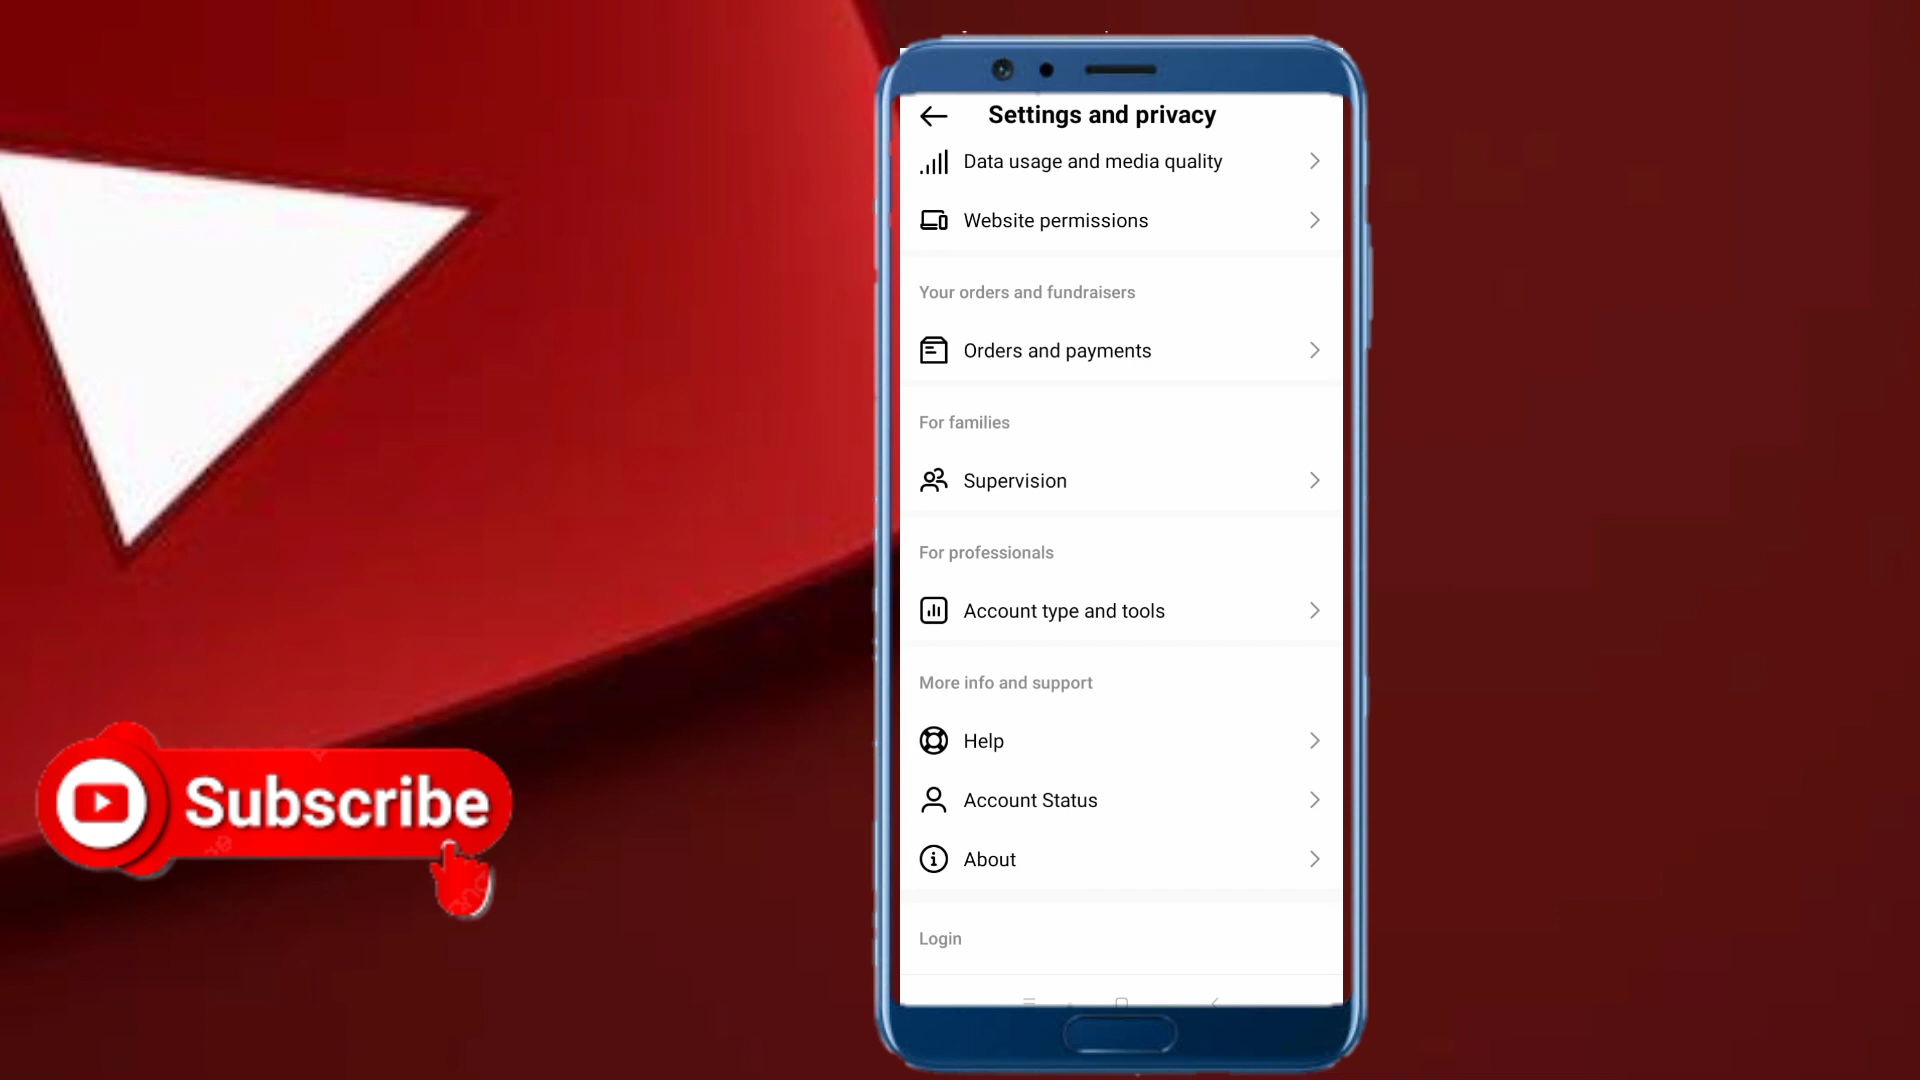 Settings and privacy
Data usage and media quality
Website permissions
Your orders and fundraisers
Orders and payments
For families
Supervision
For professionals
Account type and tools
More info and support
Help
Account Status
About
Login
Subscribe